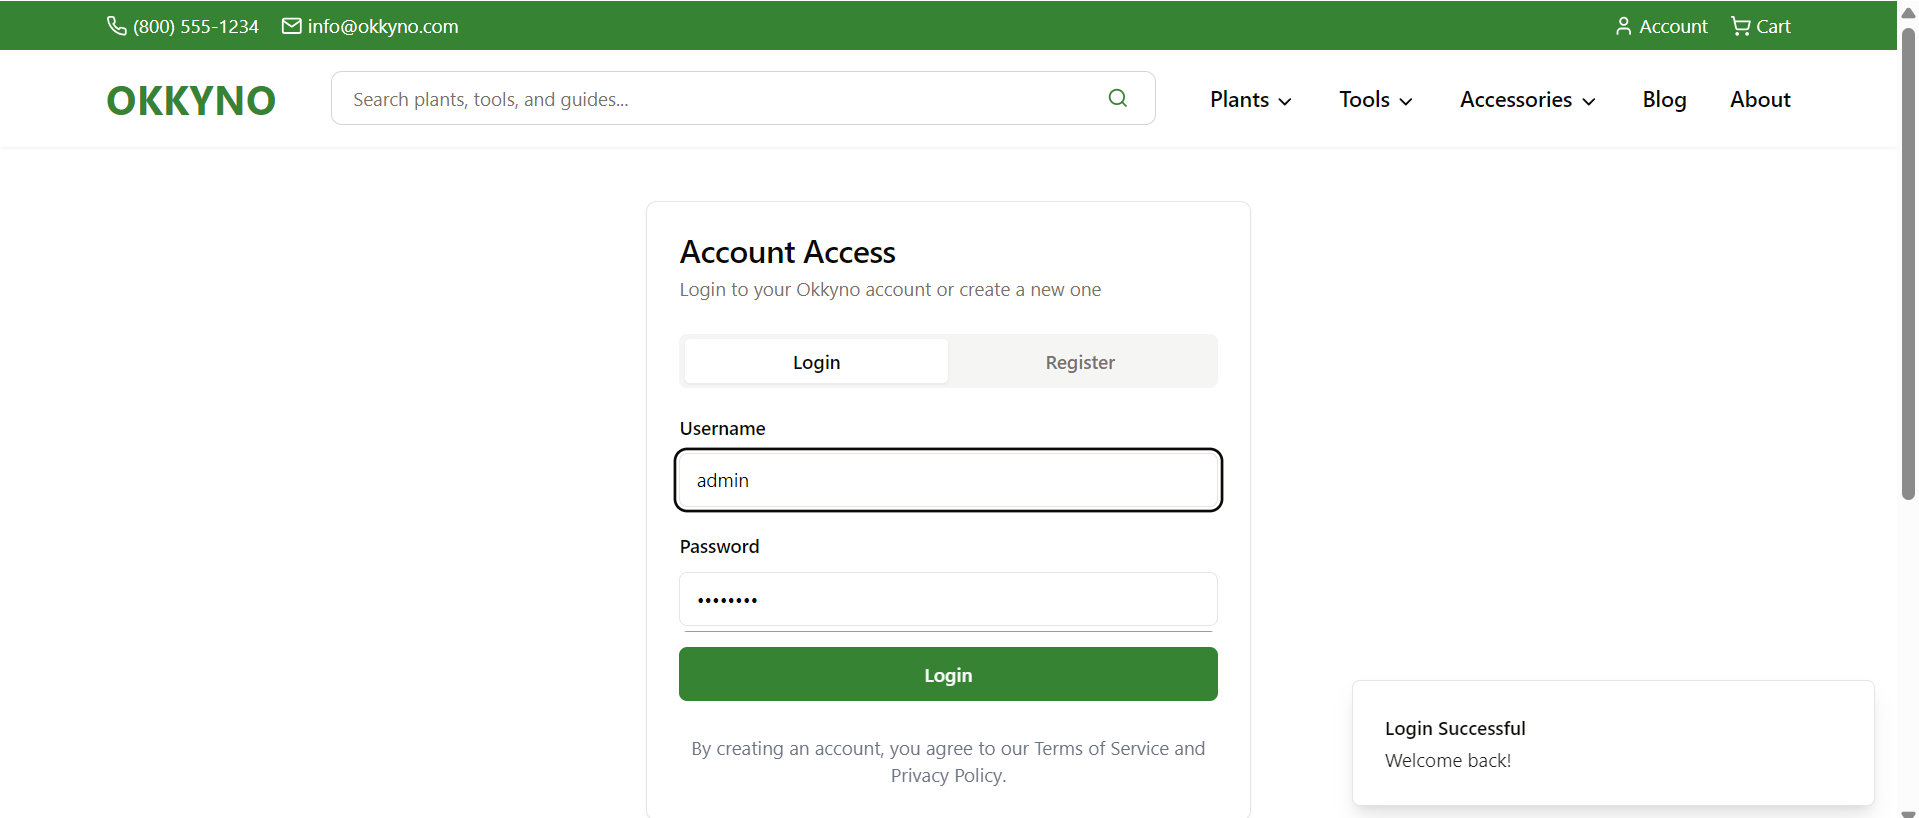 (800) 555-1234 info@okkyno.com Account Cart
OKKYNO Search plants, tools, and guides... Plants Tools Accessories Blog About
Account Access
Login to your Okkyno account or create a new one
Login Register
Username
admin
Password
••••••••
Login
By creating an account, you agree to our Terms of Service and
Privacy Policy.
Login Successful
Welcome back!